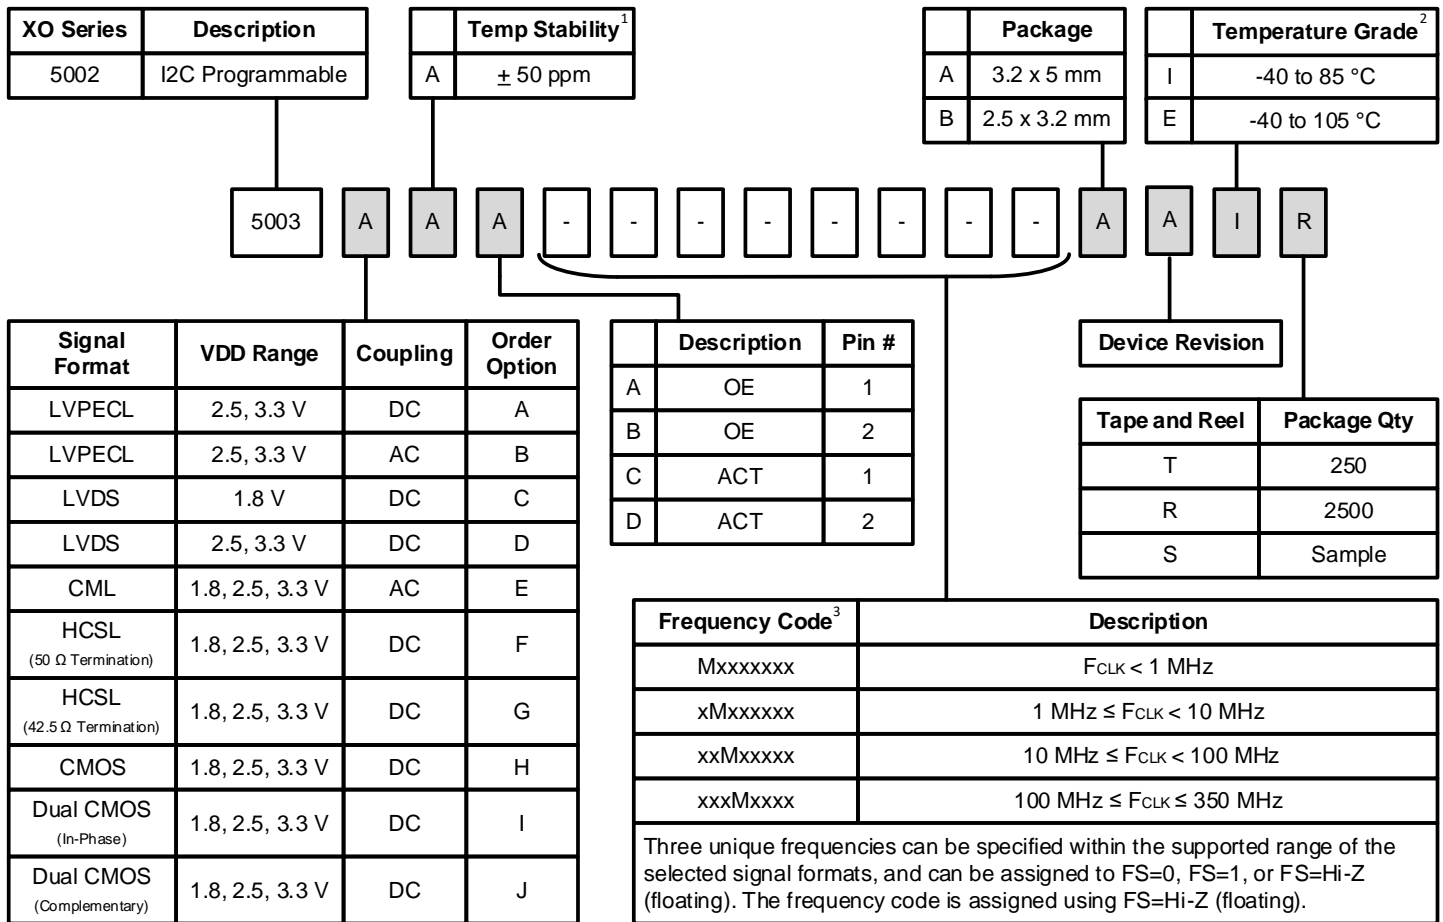 XO Series Description
5002 I2C Programmable
Temp Stability1
A ± 50 ppm
Package
A 3.2 x 5 mm
B 2.5 x 3.2 mm
Temperature Grade2
I -40 to 85 °C
E -40 to 105 °C
5003 A A A - - - - - - - - A A I R
Signal Format VDD Range Coupling Order Option
LVPECL 2.5, 3.3 V DC A
LVPECL 2.5, 3.3 V AC B
LVDS 1.8 V DC C
LVDS 2.5, 3.3 V DC D
CML 1.8, 2.5, 3.3 V AC E
HCSL (50 Ω Termination) 1.8, 2.5, 3.3 V DC F
HCSL (42.5 Ω Termination) 1.8, 2.5, 3.3 V DC G
CMOS 1.8, 2.5, 3.3 V DC H
Dual CMOS (In-Phase) 1.8, 2.5, 3.3 V DC I
Dual CMOS (Complementary) 1.8, 2.5, 3.3 V DC J
Description Pin #
A OE 1
B OE 2
C ACT 1
D ACT 2
Device Revision
Tape and Reel Package Qty
T 250
R 2500
S Sample
Frequency Code3 Description
Mxxxxxxx FCLK < 1 MHz
xMxxxxxx 1 MHz ≤ FCLK < 10 MHz
xxMxxxxx 10 MHz ≤ FCLK < 100 MHz
xxxMxxxx 100 MHz ≤ FCLK ≤ 350 MHz
Three unique frequencies can be specified within the supported range of the
selected signal formats, and can be assigned to FS=0, FS=1, or FS=Hi-Z
(floating). The frequency code is assigned using FS=Hi-Z (floating).